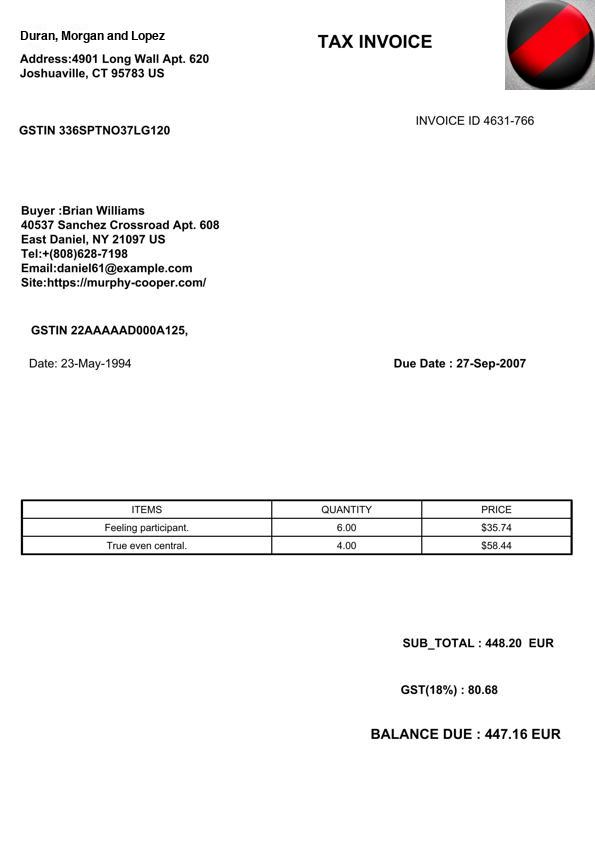 Duran, Morgan and Lopez
TAX INVOICE
Address:4901 Long Wall Apt. 620
Joshuaville, CT 95783 US
INVOICE ID 4631-766
GSTIN 336SPTNO37LG120
Buyer :Brian Williams
40537 Sanchez Crossroad Apt. 608
East Daniel, NY 21097 US
Tel:+(808)628-7198
Email:daniel61@example.com
Site:https://murphy-cooper.com/
GSTIN 22AAAAAD000A125,
Date: 23-May-1994 Due Date : 27-Sep-2007
ITEMS QUANTITY PRICE
Feeling participant. 6.00 $35.74
True even central. 4.00 $58.44
SUB_TOTAL : 448.20 EUR
GST(18%) : 80.68
BALANCE DUE : 447.16 EUR